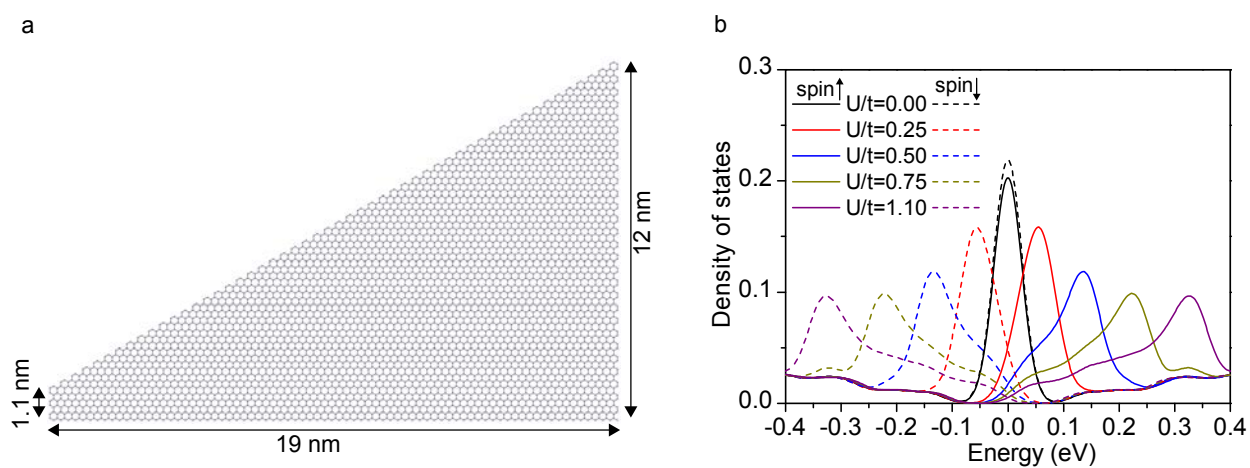 a
1.1 nm
19 nm
12 nm
b
spin↑ spin↓
U/t=0.00
U/t=0.25
U/t=0.50
U/t=0.75
U/t=1.10
0.3
0.2
0.1
0.0
Density of states
-0.4 -0.3 -0.2 -0.1 0.0 0.1 0.2 0.3 0.4
Energy (eV)